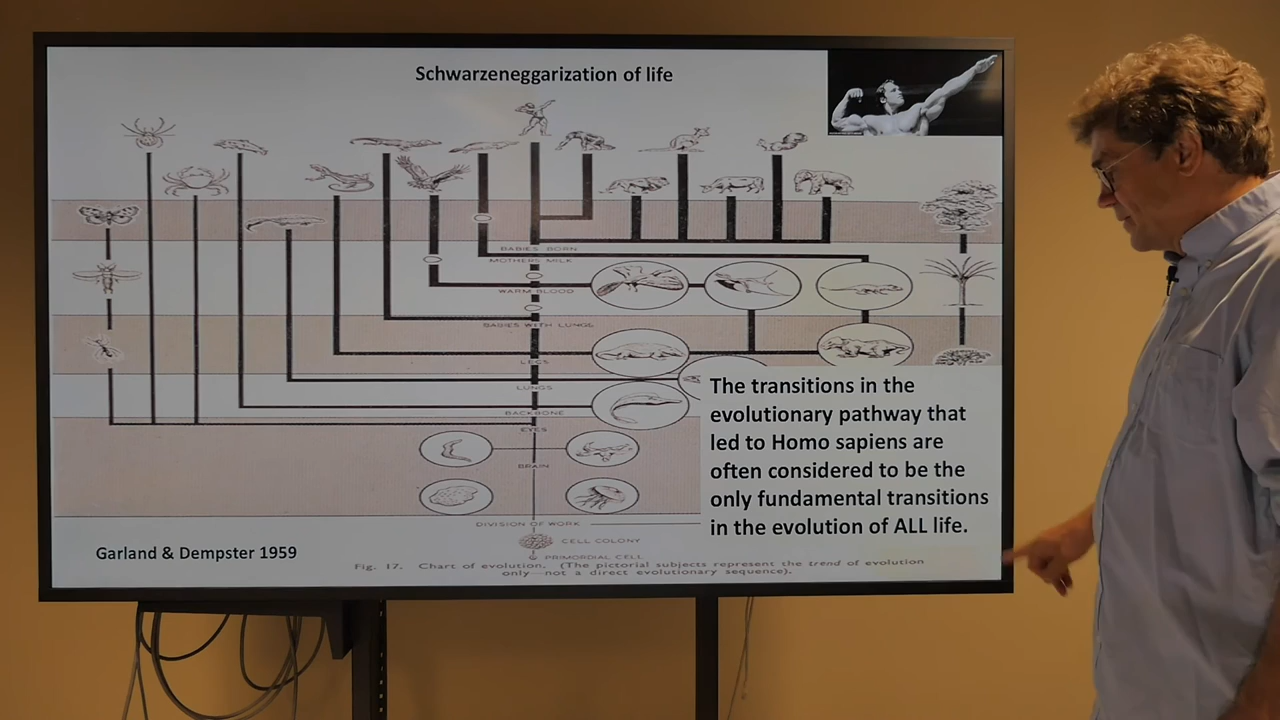 Schwarzeneggarization of life
BABIES BORN
MOTHERS MILK
WARM BLOOD
BABIES WITH LUNGS
LEGS
LUNGS
BACKBONE
EYES
BRAIN
DIVISION OF WORK
CELL COLONY
PRIMORDIAL CELL
The transitions in the
evolutionary pathway that
led to Homo sapiens are
often considered to be the
only fundamental transitions
in the evolution of ALL life.
Garland & Dempster 1959
Fig. 17. Chart of evolution. (The pictorial subjects represent the trend of evolution
only—not a direct evolutionary sequence).